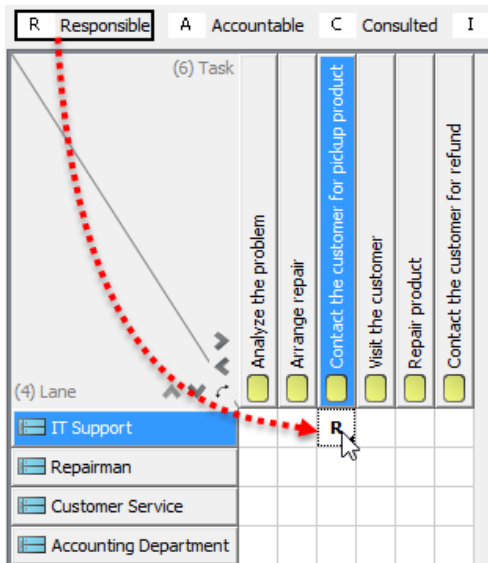 R Responsible A Accountable C Consulted I
(6) Task
Analyze the problem
Arrange repair
Contact the customer for pickup product
Visit the customer
Repair product
Contact the customer for refund
(4) Lane
IT Support
R
Repairman
Customer Service
Accounting Department